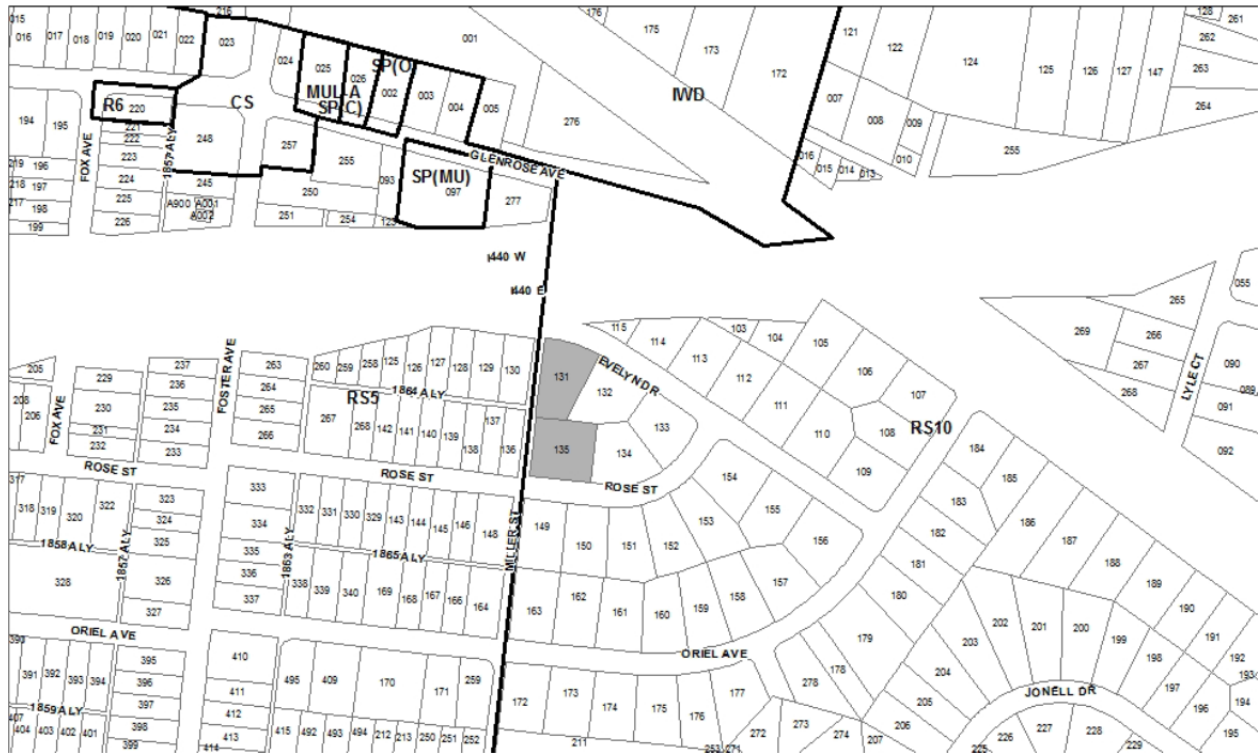 015 216 176 128 261
016 017 018 019 020 021 022 023 001 175 173 121 122 124 262
024 025 026 SP(O) 172 125 126 127 147 263
R6 220 CS MULLA SP(C) 002 003 004 005 IWD 007 264
194 195 221 222 248 257 276 008 009 010 255
219 196 FOX AVE 223 1857 ALY 255 093 GLENROSE AVE 016 015 014 013
218 197 224 245 250 SP(MU) 097 277
217 198 225 A900 A001
199 226 A002 251 254
440 W
440 E
055
265
115 114 103 104 105 269 266
205 237 263 260 259 258 125 126 127 128 129 130 131 113 106 267 090
229 236 264 EVELYN DR 112 268 LYLE CT 089
208 206 230 FOSTER AVE RS5 1864 ALY 132 107 091
FOX AVE 231 235 265 267 268 142 141 140 139 137 133 111 108 RS10
232 234 266 138 136 135 134 110 184 092
233 109 185
ROSE ST ROSE ST ROSE ST 154 183
317 318 319 320 322 323 333 332 331 330 329 143 144 145 146 148 149 153 155 182 186
324 334 MILLER ST 150 151 152 156 187
1858 ALY 1857 ALY 325 335 1863 ALY 1865 ALY 181 188
328 326 336 338 339 340 169 168 167 166 164 163 162 161 160 159 158 157 180 189
327 337 202 201 200 190
ORIEL AVE ORIEL AVE 179 203 199 191
390 395 410 198 192
391 392 393 394 396 495 409 170 171 259 172 173 177 278 178 204 197 193
397 411 174 175 176 205 JONELL DR 196 194
407 1859 ALY 398 412 272 273 206 226 227 228 195
404 403 402 401 399 413 415 492 493 494 212 213 250 251 252 211 274 207 225 229
414 253 271